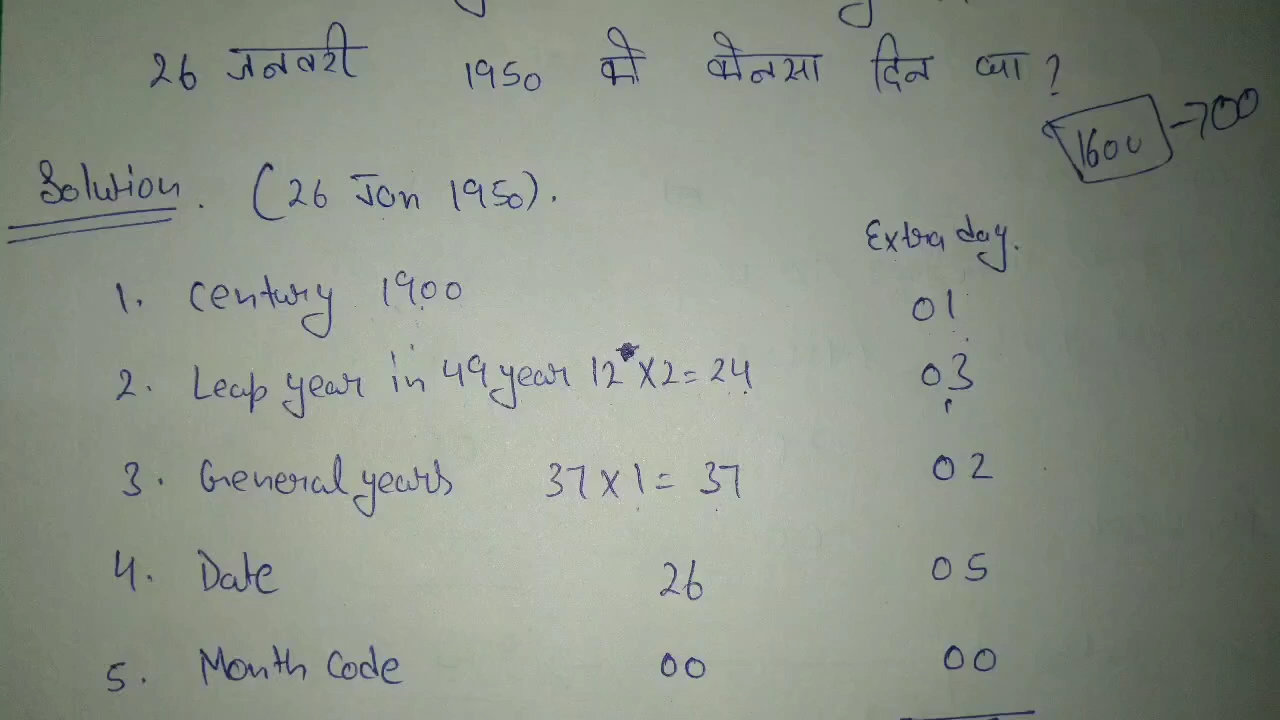 26 जनवरी 1950 को कोनसा दिन था ?
1600 -700
Solution. (26 Jan 1950).
Extra day.
1. Century 1900 01
2. Leap year in 49 year 12 X2 = 24 03
3. General years 37 X 1 = 37 02
4. Date 26 05
5. Month Code 00 00